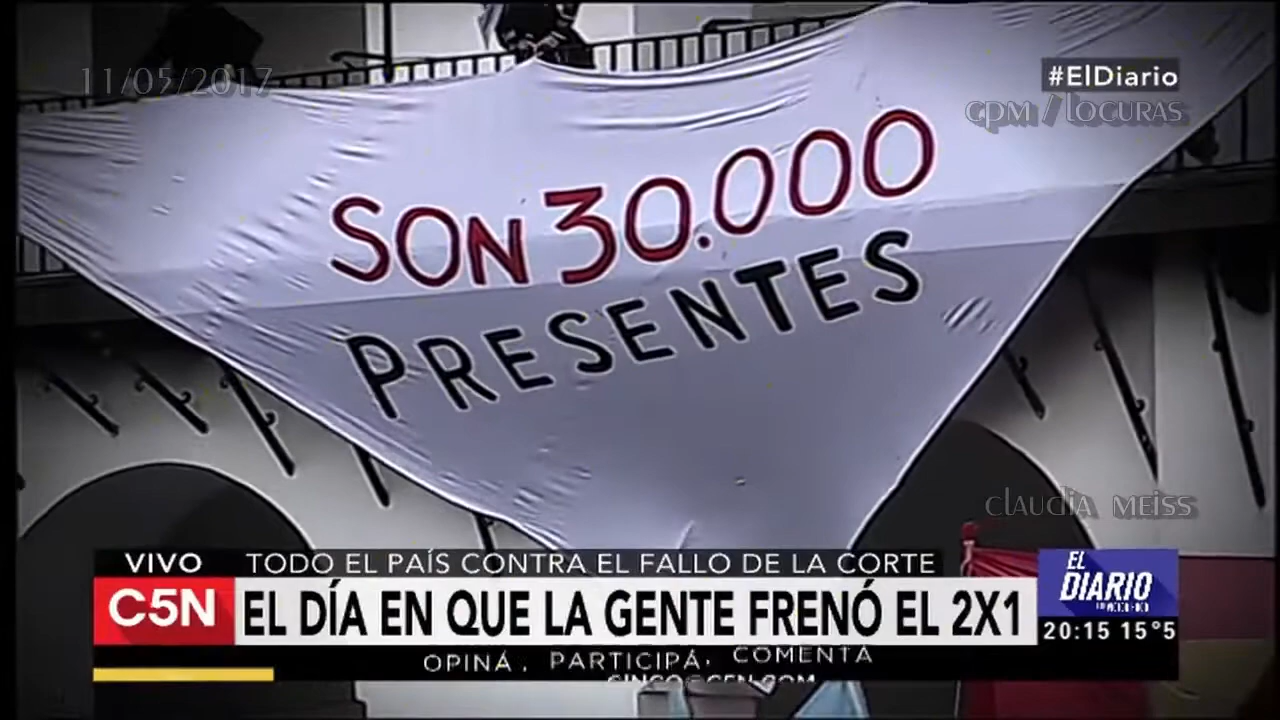 11/05/2017
#ElDiario
CPM / LOCURAS
SON 30.000
PRESENTES
CLAUDIA MEISS
VIVO
TODO EL PAÍS CONTRA EL FALLO DE LA CORTE
C5N
EL DÍA EN QUE LA GENTE FRENÓ EL 2X1
EL
DIARIO
20:15 15°5
OPINÁ, PARTICIPÁ, COMENTA